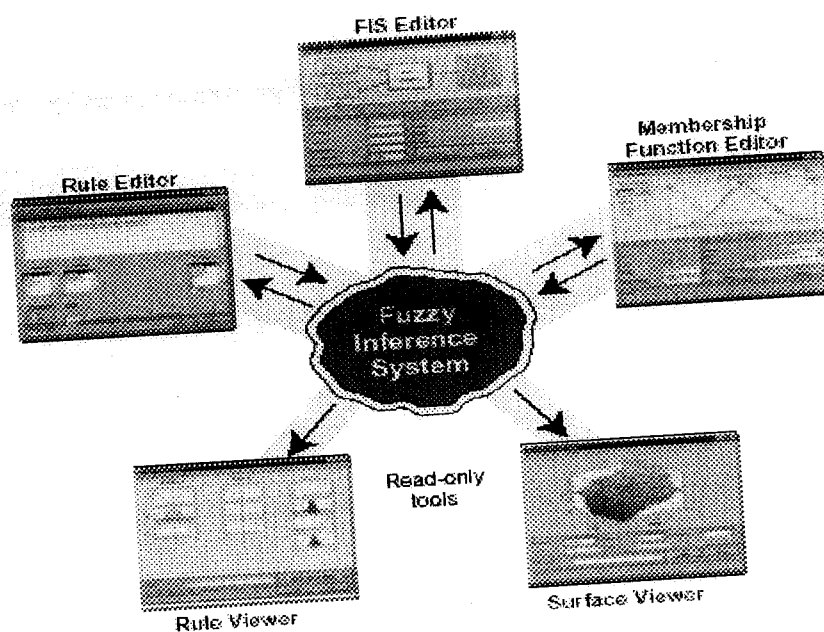 FIS Editor
Membership
Function Editor
Rule Editor
Fuzzy
Inference
System
Read-only
tools
Rule Viewer
Surface Viewer